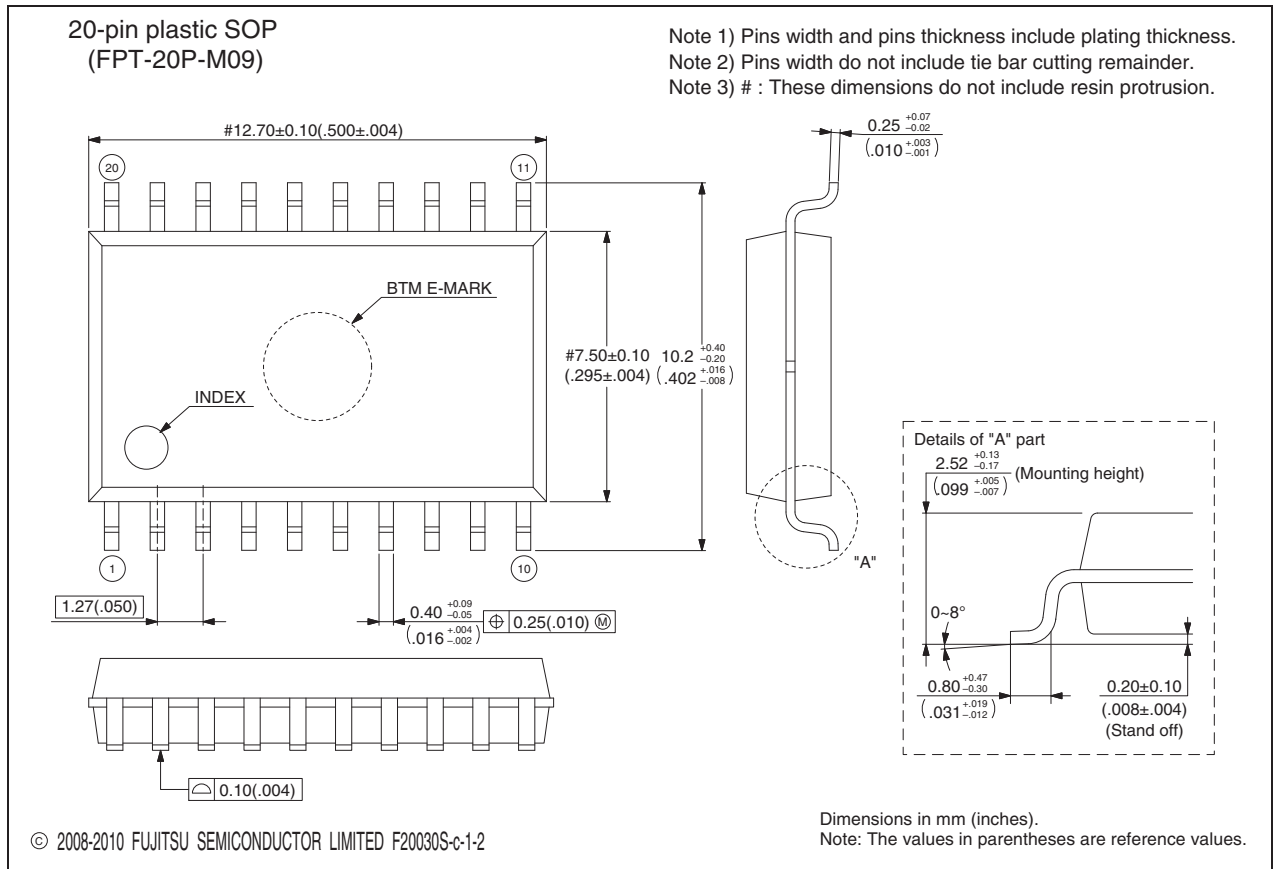 20-pin plastic SOP
(FPT-20P-M09)
Note 1) Pins width and pins thickness include plating thickness.
Note 2) Pins width do not include tie bar cutting remainder.
Note 3) # : These dimensions do not include resin protrusion.
#12.70±0.10(.500±.004)
0.25 +0.07 –0.02
(.010 +.003 –.001)
20
11
BTM E-MARK
#7.50±0.10
(.295±.004)
10.2 +0.40 –0.20
(.402 +.016 –.008)
INDEX
Details of "A" part
2.52 +0.13 –0.17 (Mounting height)
(.099 +.005 –.007)
1
10
"A"
1.27(.050)
0.40 +0.09 –0.05
(.016 +.004 –.002)
⌖ 0.25(.010) Ⓜ
0~8°
0.80 +0.47 –0.30
(.031 +.019 –.012)
0.20±0.10
(.008±.004)
(Stand off)
⌓ 0.10(.004)
© 2008-2010 FUJITSU SEMICONDUCTOR LIMITED F20030S-c-1-2
Dimensions in mm (inches).
Note: The values in parentheses are reference values.